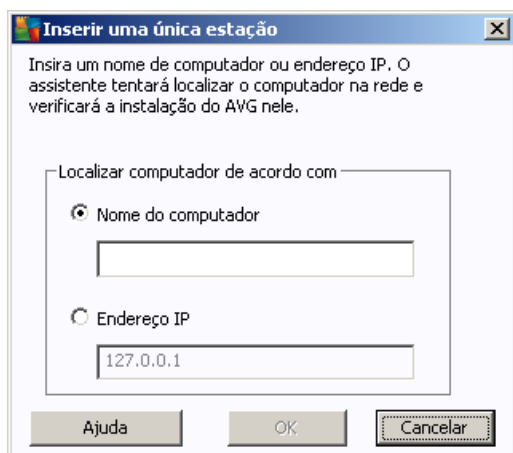 Inserir uma única estação
Insira um nome de computador ou endereço IP. O
assistente tentará localizar o computador na rede e
verificará a instalação do AVG nele.
Localizar computador de acordo com
Nome do computador
Endereço IP
127.0.0.1
Ajuda
OK
Cancelar